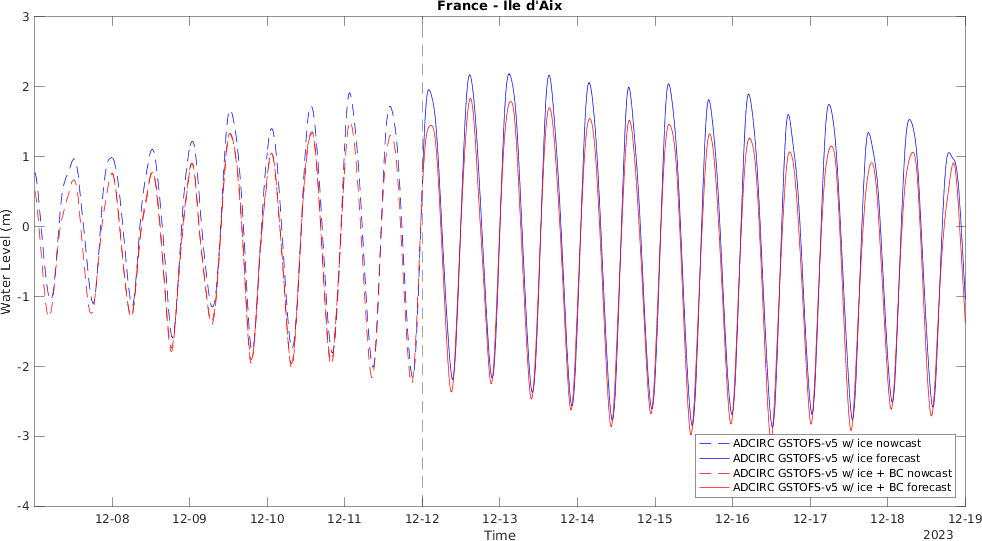 France - Ile d'Aix
3
2
1
0
-1
-2
-3
-4
Water Level (m)
ADCIRC GSTOFS-v5 w/ ice nowcast
ADCIRC GSTOFS-v5 w/ ice forecast
ADCIRC GSTOFS-v5 w/ ice + BC nowcast
ADCIRC GSTOFS-v5 w/ ice + BC forecast
12-08 12-09 12-10 12-11 12-12 12-13 12-14 12-15 12-16 12-17 12-18 12-19
Time
2023